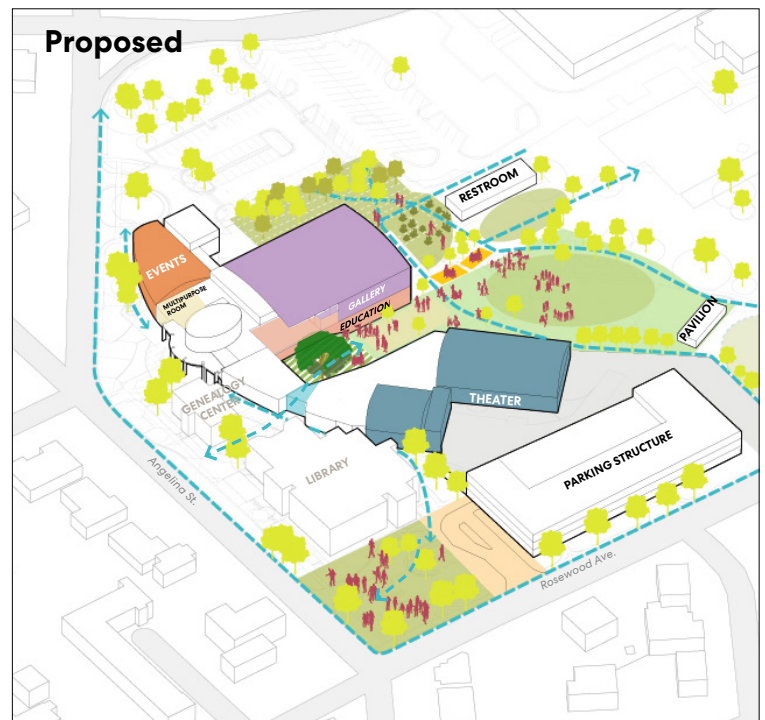 Proposed
RESTROOM
EVENTS
MULTIPURPOSE
ROOM
GALLERY
EDUCATION
PAVILION
GENEALOGY
CENTER
THEATER
LIBRARY
PARKING STRUCTURE
Angelina St.
Rosewood Ave.